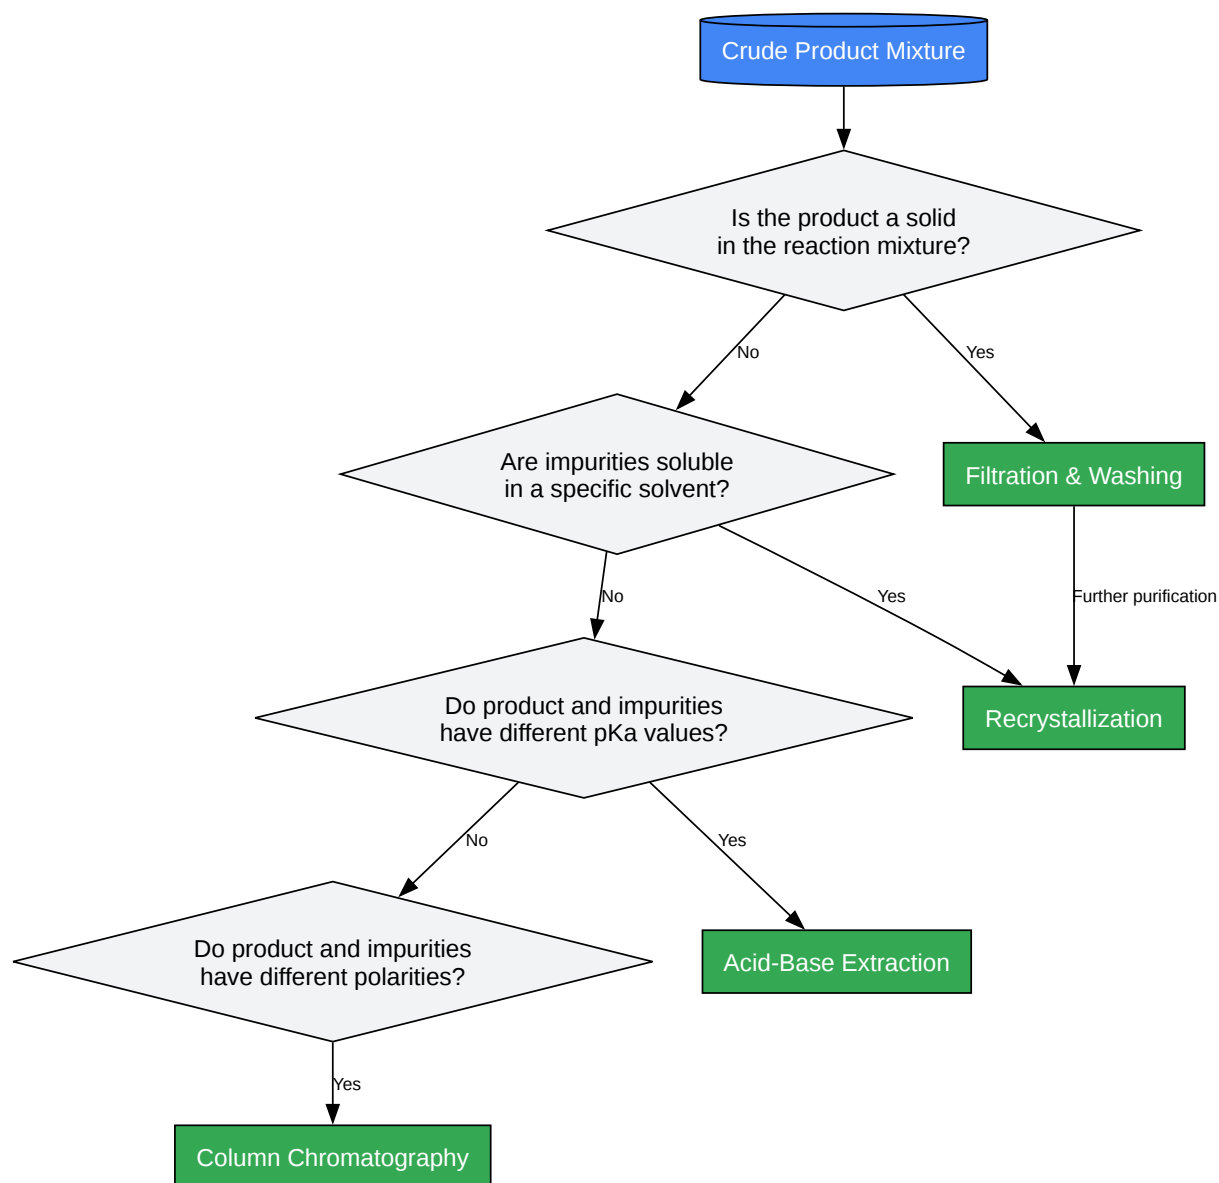 Crude Product Mixture
Is the product a solid
in the reaction mixture?
No
Yes
Are impurities soluble
in a specific solvent?
Filtration & Washing
No
Yes
Further purification
Do product and impurities
have different pKa values?
Recrystallization
No
Yes
Do product and impurities
have different polarities?
Acid-Base Extraction
Yes
Column Chromatography